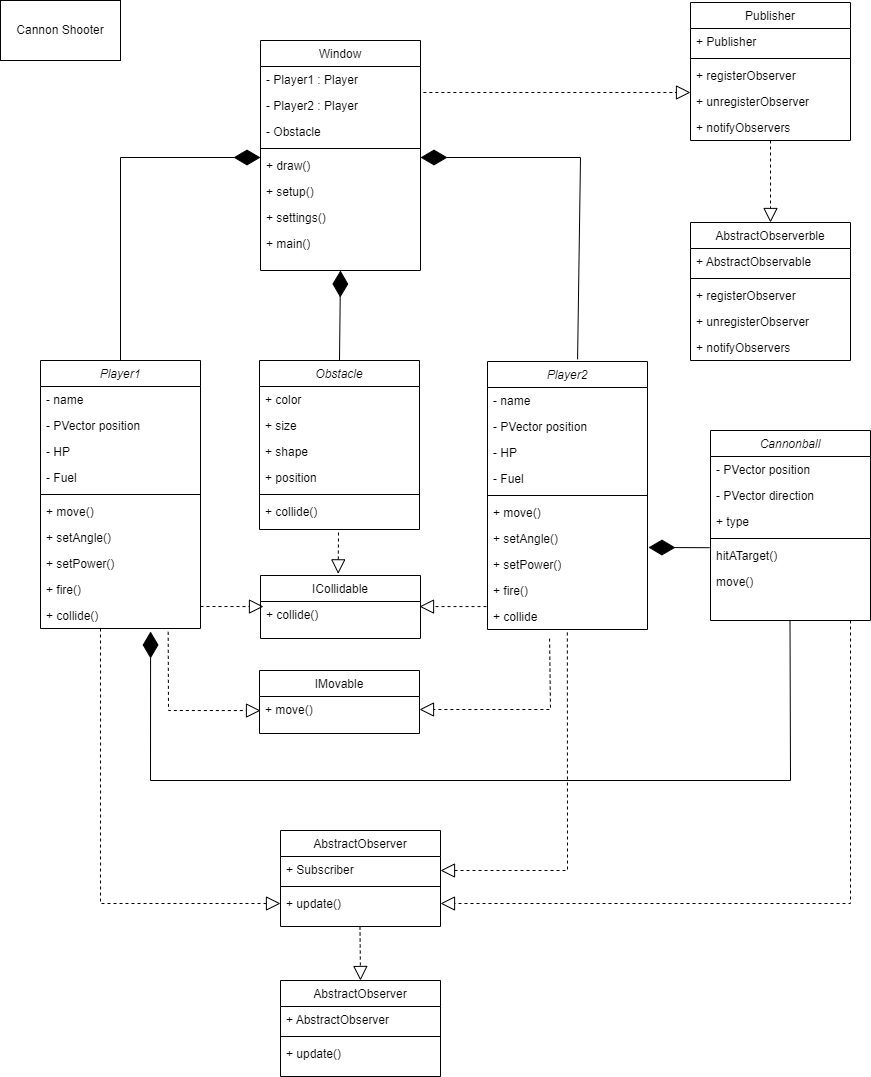 Cannon Shooter
Window
- Player1 : Player
- Player2 : Player
- Obstacle
+ draw()
+ setup()
+ settings()
+ main()
Publisher
+ Publisher
+ registerObserver
+ unregisterObserver
+ notifyObservers
AbstractObserverble
+ AbstractObservable
+ registerObserver
+ unregisterObserver
+ notifyObservers
Player1
- name
- PVector position
- HP
- Fuel
+ move()
+ setAngle()
+ setPower()
+ fire()
+ collide()
Obstacle
+ color
+ size
+ shape
+ position
+ collide()
Player2
- name
- PVector position
- HP
- Fuel
+ move()
+ setAngle()
+ setPower()
+ fire()
+ collide
Cannonball
- PVector position
- PVector direction
+ type
hitATarget()
move()
ICollidable
+ collide()
IMovable
+ move()
AbstractObserver
+ Subscriber
+ update()
AbstractObserver
+ AbstractObserver
+ update()